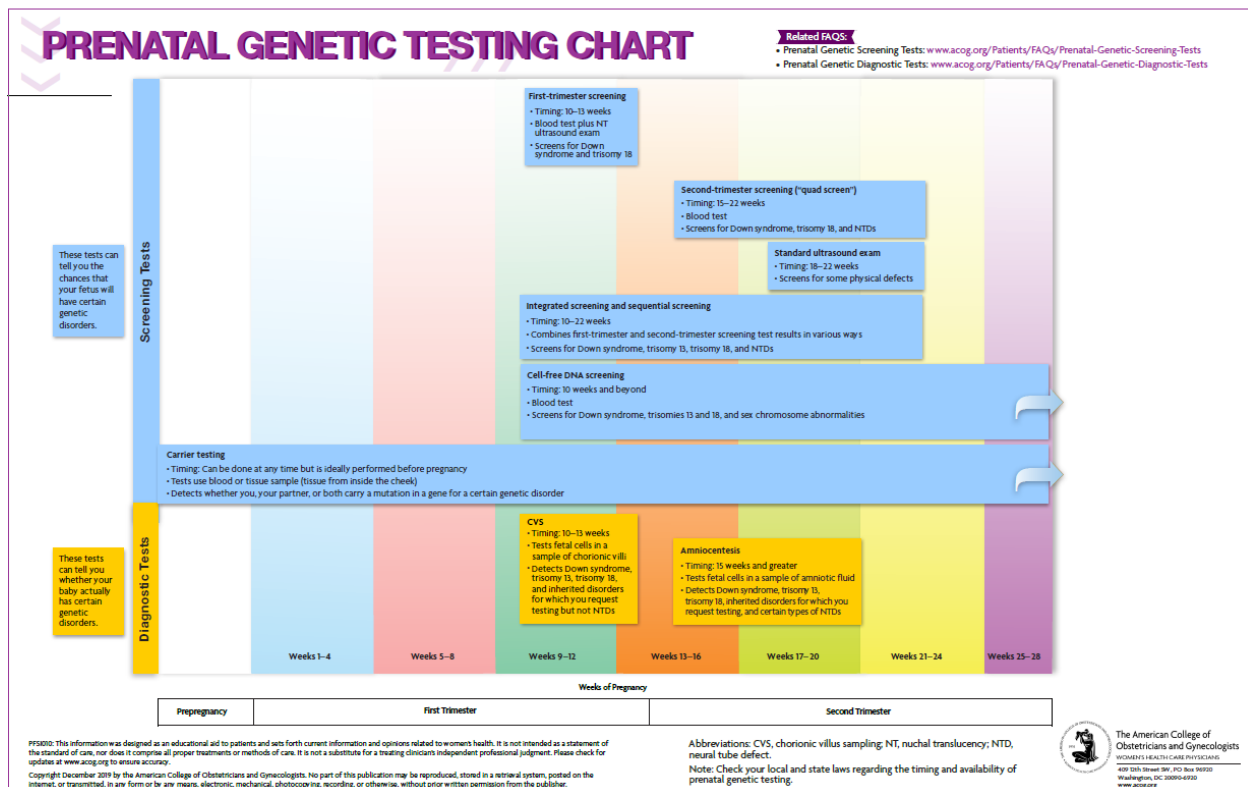 PRENATAL GENETIC TESTING CHART
Related FAQS:
• Prenatal Genetic Screening Tests: www.acog.org/Patients/FAQs/Prenatal-Genetic-Screening-Tests
• Prenatal Genetic Diagnostic Tests: www.acog.org/Patients/FAQs/Prenatal-Genetic-Diagnostic-Tests
First-trimester screening
• Timing: 10–13 weeks
• Blood test plus NT
ultrasound exam
• Screens for Down
syndrome and trisomy 18
Second-trimester screening ("quad screen")
• Timing: 15–22 weeks
• Blood test
• Screens for Down syndrome, trisomy 18, and NTDs
Standard ultrasound exam
• Timing: 18–22 weeks
• Screens for some physical defects
These tests can
tell you the
chances that
your fetus will
have certain
genetic
disorders.
Screening Tests
Integrated screening and sequential screening
• Timing: 10–22 weeks
• Combines first-trimester and second-trimester screening test results in various ways
• Screens for Down syndrome, trisomy 13, trisomy 18, and NTDs
Cell-free DNA screening
• Timing: 10 weeks and beyond
• Blood test
• Screens for Down syndrome, trisomies 13 and 18, and sex chromosome abnormalities
Carrier testing
• Timing: Can be done at any time but is ideally performed before pregnancy
• Tests use blood or tissue sample (tissue from inside the cheek)
• Detects whether you, your partner, or both carry a mutation in a gene for a certain genetic disorder
These tests
can tell you
whether your
baby actually
has certain
genetic
disorders.
Diagnostic Tests
CVS
• Timing: 10–13 weeks
• Tests fetal cells in a
sample of chorionic villi
• Detects Down syndrome,
trisomy 13, trisomy 18,
and inherited disorders
for which you request
testing but not NTDs
Amniocentesis
• Timing: 15 weeks and greater
• Tests fetal cells in a sample of amniotic fluid
• Detects Down syndrome, trisomy 13,
trisomy 18, inherited disorders for which you
request testing, and certain types of NTDs
Weeks 1–4
Weeks 5–8
Weeks 9–12
Weeks 13–16
Weeks 17–20
Weeks 21–24
Weeks 25–28
Weeks of Pregnancy
Prepregnancy
First Trimester
Second Trimester
PFSI010: This information was designed as an educational aid to patients and sets forth current information and opinions related to women's health. It is not intended as a statement of
the standard of care, nor does it comprise all proper treatments or methods of care. It is not a substitute for a treating clinician's independent professional judgment. Please check for
updates at www.acog.org to ensure accuracy.
Copyright December 2019 by the American College of Obstetricians and Gynecologists. No part of this publication may be reproduced, stored in a retrieval system, posted on the
internet, or transmitted, in any form or by any means, electronic, mechanical, photocopying, recording, or otherwise, without prior written permission from the publisher.
Abbreviations: CVS, chorionic villus sampling; NT, nuchal translucency; NTD,
neural tube defect.
Note: Check your local and state laws regarding the timing and availability of
prenatal genetic testing.
The American College of
Obstetricians and Gynecologists
WOMEN'S HEALTH CARE PHYSICIANS
409 12th Street SW, PO Box 96920
Washington, DC 20090-6920
www.acog.org